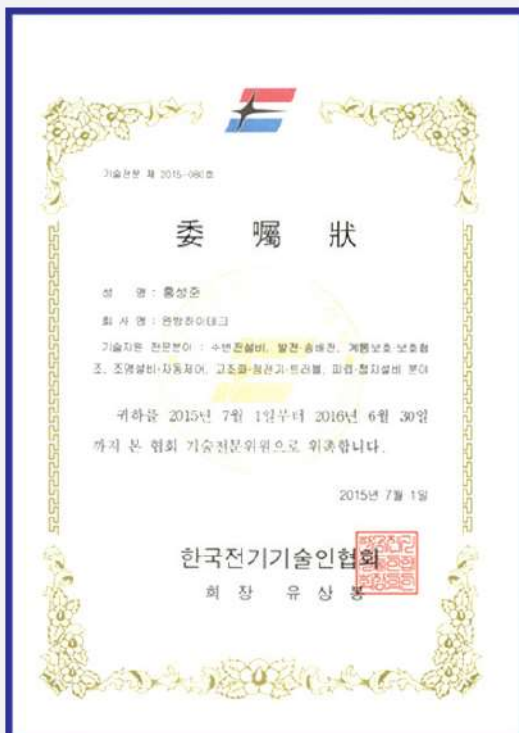 기술전문 제 2015-080호
委 囑 狀
성 명 : 홍성준
회 사 명 : 원방하이테크
기술지원 전문분야 : 수변전설비, 발전·송배전, 계통보호·보호협
조, 조명설비·자동제어, 고조파·정전기·트러블, 피뢰·접지설비 분야
귀하를 2015년 7월 1일부터 2016년 6월 30일
까지 본 협회 기술전문위원으로 위촉합니다.
2015년 7월 1일
한국전기기술인협회
회 장 유 상 봉